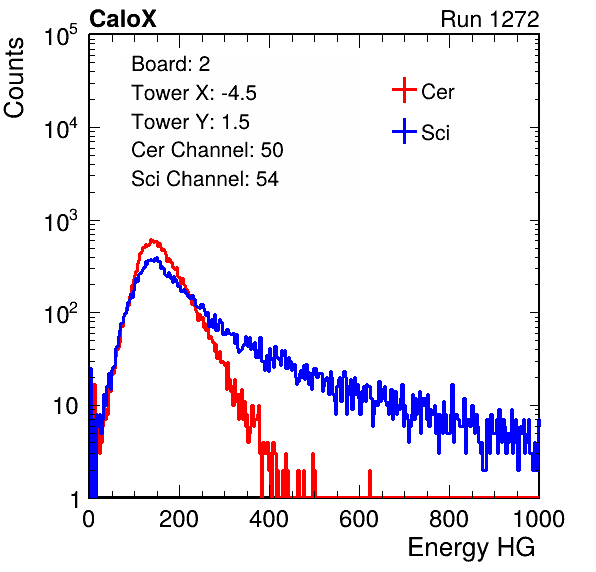 CaloX Run 1272
Counts
Board: 2
Tower X: -4.5
Tower Y: 1.5
Cer Channel: 50
Sci Channel: 54
Cer
Sci
10^5
10^4
10^3
10^2
10
1
0 200 400 600 800 1000
Energy HG